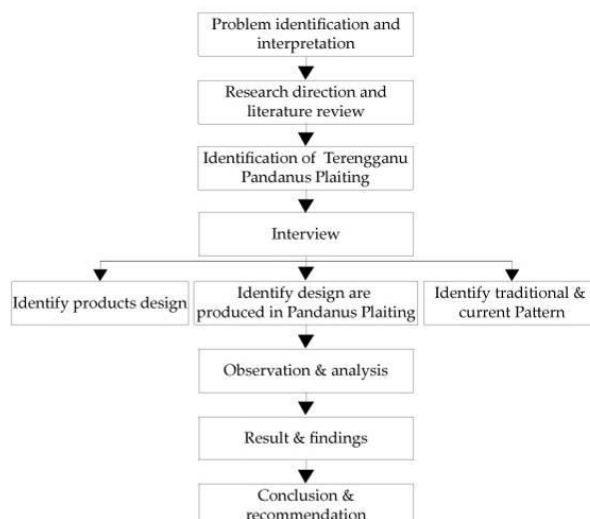 Problem identification and
interpretation
Research direction and
literature review
Identification of Terengganu
Pandanus Plaiting
Interview
Identify products design
Identify design are
produced in Pandanus Plaiting
Identify traditional &
current Pattern
Observation & analysis
Result & findings
Conclusion &
recommendation